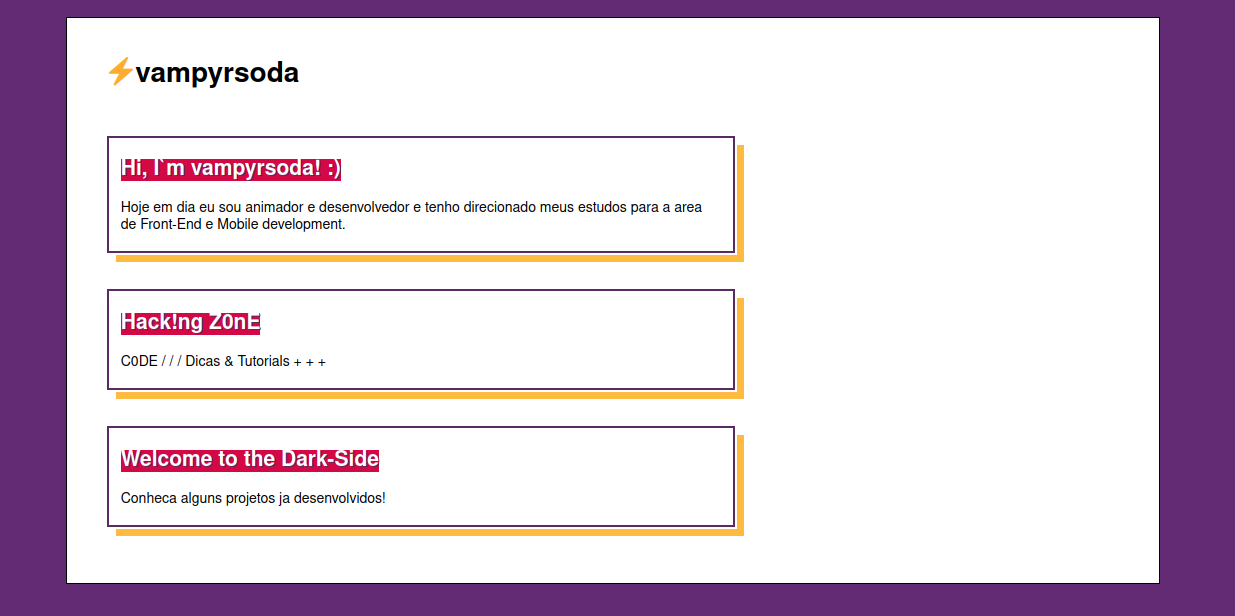 ⚡vampyrsoda
Hi, I`m vampyrsoda! :)
Hoje em dia eu sou animador e desenvolvedor e tenho direcionado meus estudos para a area
de Front-End e Mobile development.
Hack!ng Z0nE
C0DE / / / Dicas & Tutorials + + +
Welcome to the Dark-Side
Conheca alguns projetos ja desenvolvidos!